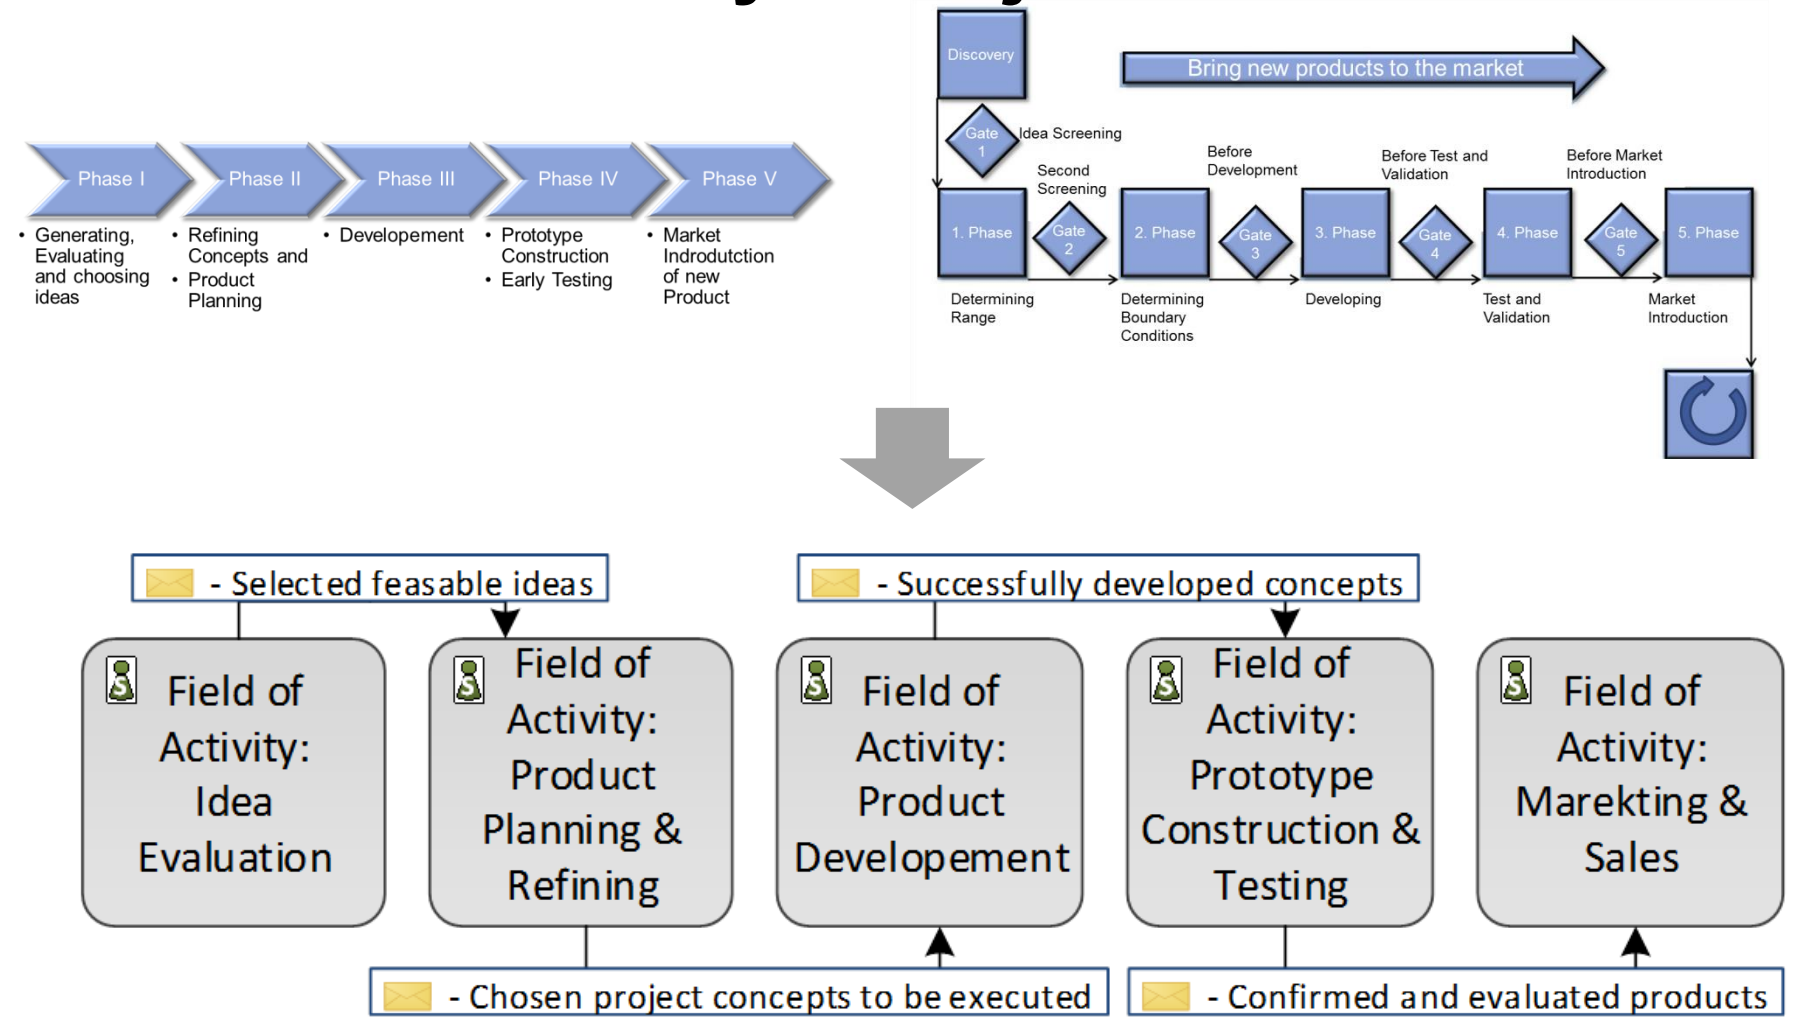 Phase I
Phase II
Phase III
Phase IV
Phase V
• Generating,
Evaluating
and choosing
ideas
• Refining
Concepts and
• Product
Planning
• Developement
• Prototype
Construction
• Early Testing
• Market
Indrodutction
of new
Product
Discovery
Bring new products to the market
Gate
1
Idea Screening
Second
Screening
Before
Development
Before Test and
Validation
Before Market
Introduction
1. Phase
Gate
2
2. Phase
Gate
3
3. Phase
Gate
4
4. Phase
Gate
5
5. Phase
Determining
Range
Determining
Boundary
Conditions
Developing
Test and
Validation
Market
Introduction
- Selected feasable ideas
- Successfully developed concepts
S
Field of
Activity:
Idea
Evaluation
S
Field of
Activity:
Product
Planning &
Refining
S
Field of
Activity:
Product
Developement
S
Field of
Activity:
Prototype
Construction &
Testing
S
Field of
Activity:
Marekting &
Sales
- Chosen project concepts to be executed
- Confirmed and evaluated products